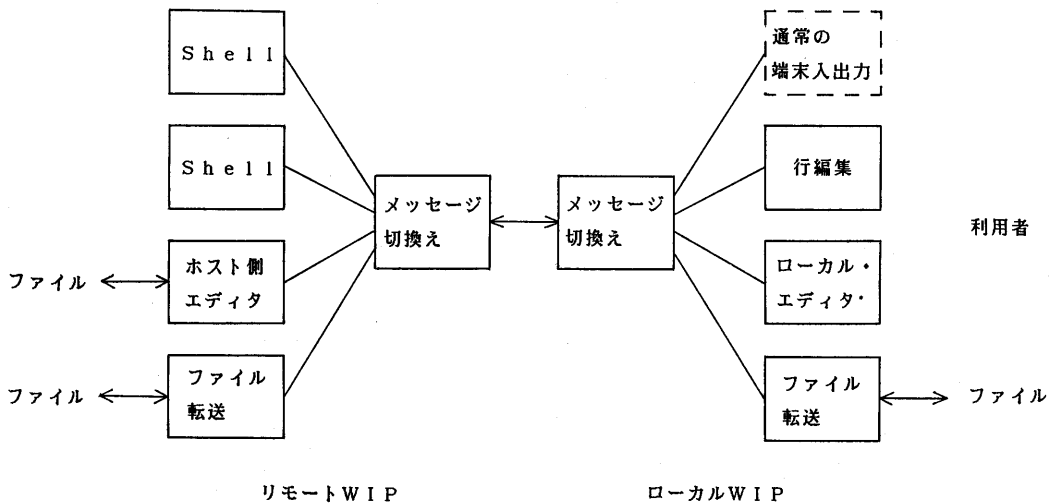 Ｓｈｅｌｌ
Ｓｈｅｌｌ
ファイル
ホスト側
エディタ
ファイル
ファイル
転送
メッセージ
切換え
メッセージ
切換え
通常の
端末入出力
行編集
ローカル・
エディタ
ファイル
転送
利用者
ファイル
リモートＷＩＰ
ローカルＷＩＰ